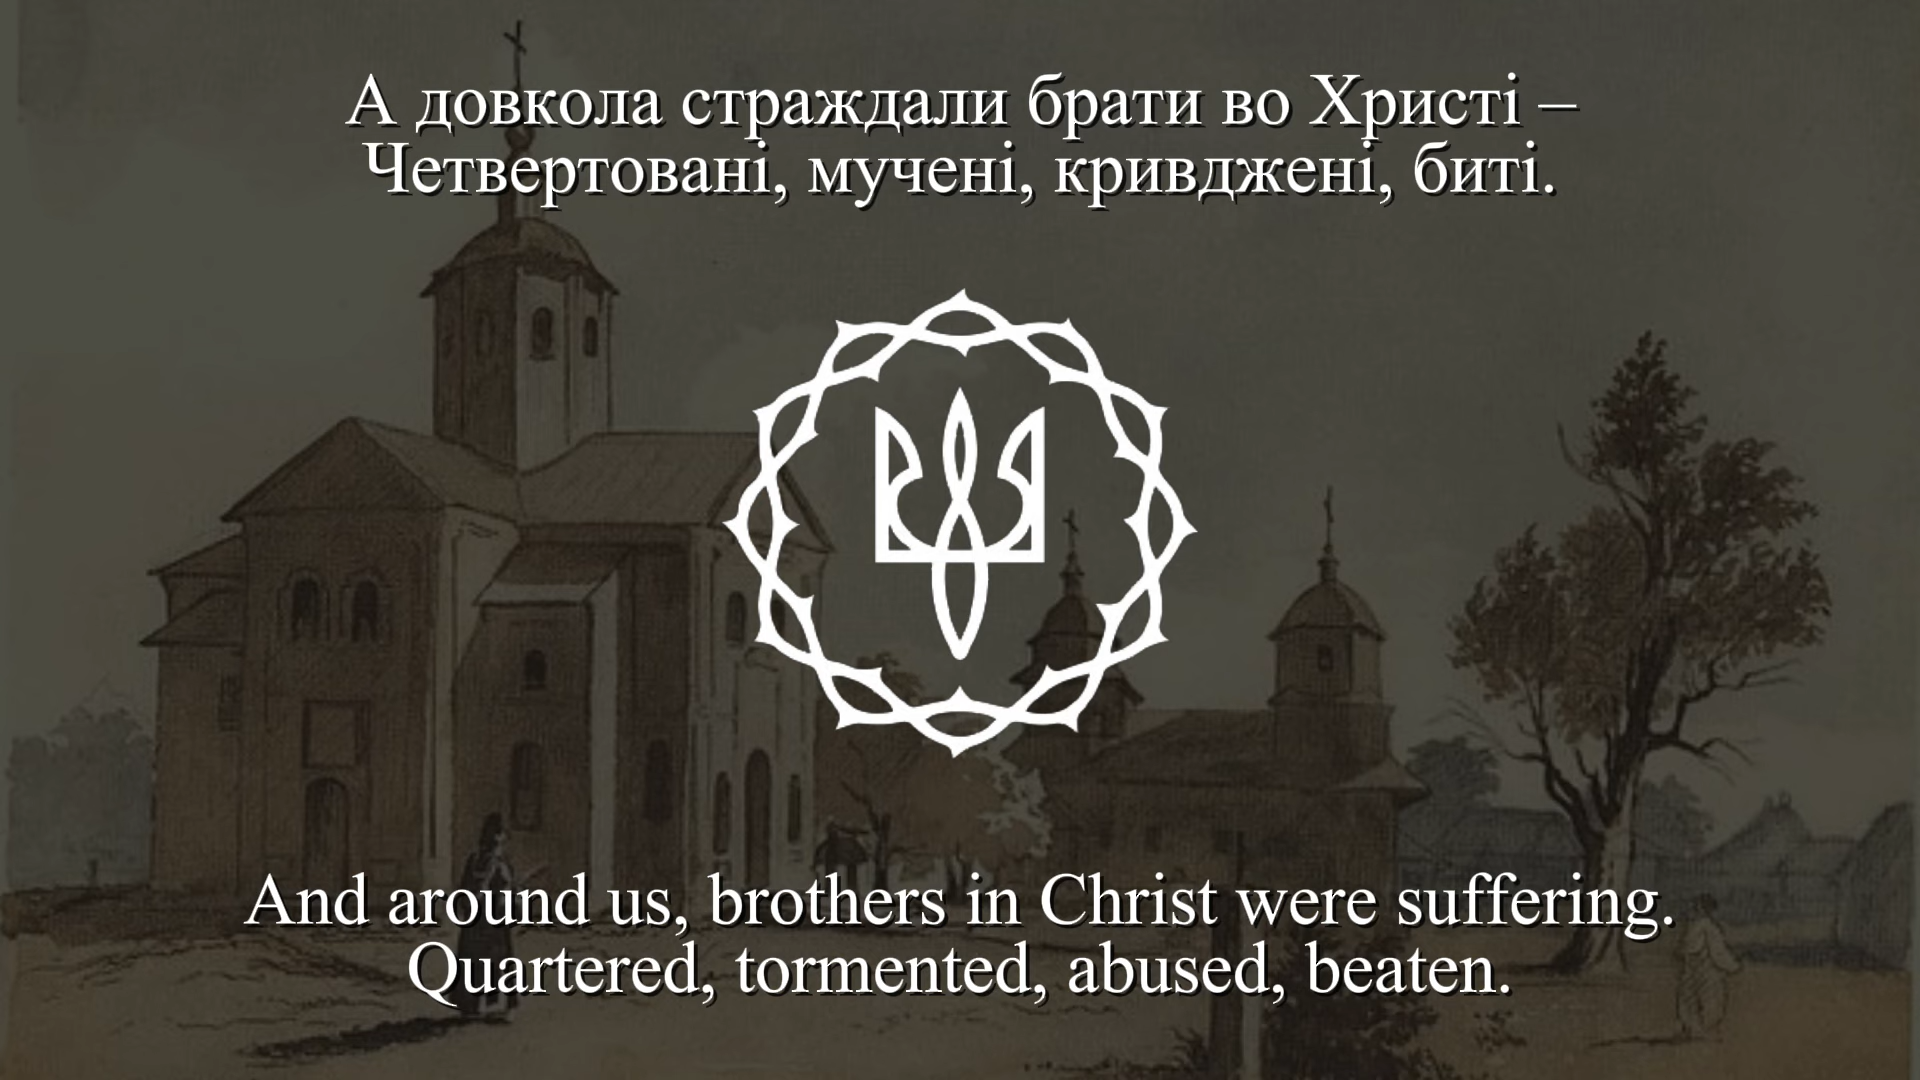 А довкола страждали брати во Христі –
Четвертовані, мучені, кривджені, биті.
And around us, brothers in Christ were suffering.
Quartered, tormented, abused, beaten.